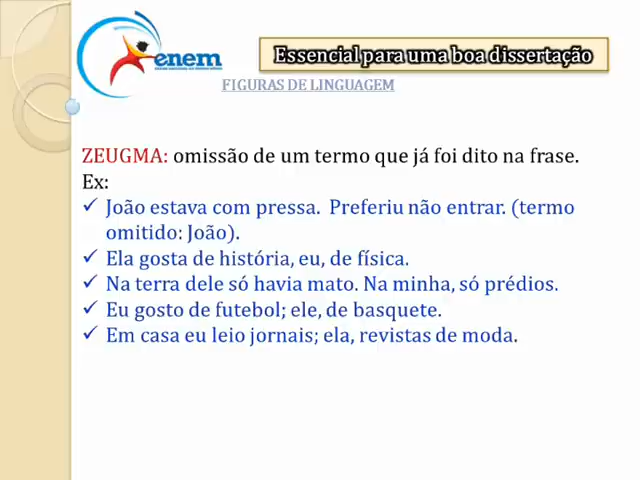 enem
Essencial para uma boa dissertação
FIGURAS DE LINGUAGEM
ZEUGMA: omissão de um termo que já foi dito na frase.
Ex:
✓ João estava com pressa. Preferiu não entrar. (termo
omitido: João).
✓ Ela gosta de história, eu, de física.
✓ Na terra dele só havia mato. Na minha, só prédios.
✓ Eu gosto de futebol; ele, de basquete.
✓ Em casa eu leio jornais; ela, revistas de moda.